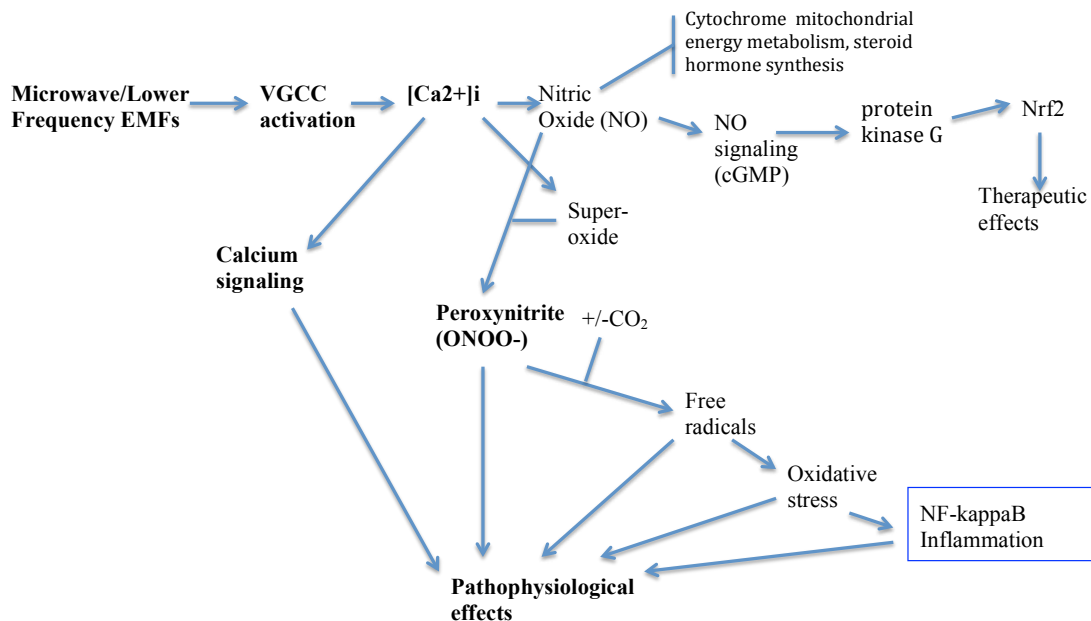 Cytochrome mitochondrial
energy metabolism, steroid
hormone synthesis
Microwave/Lower
Frequency EMFs
VGCC
activation
[Ca2+]i
Nitric
Oxide (NO)
NO
signaling
(cGMP)
protein
kinase G
Nrf2
Therapeutic
effects
Super-
oxide
Calcium
signaling
Peroxynitrite
(ONOO-)
+/-CO₂
Free
radicals
Oxidative
stress
NF-kappaB
Inflammation
Pathophysiological
effects